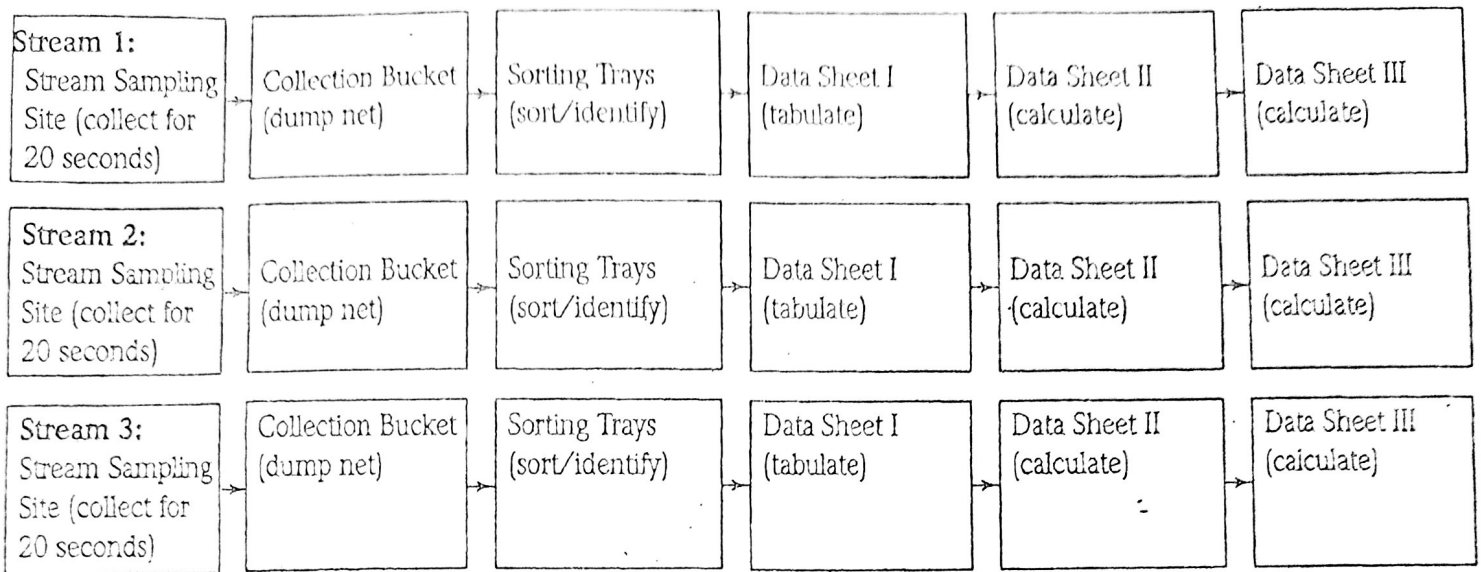 Stream 1:
Stream Sampling
Site (collect for
20 seconds)
Collection Bucket
(dump net)
Sorting Trays
(sort/identify)
Data Sheet I
(tabulate)
Data Sheet II
(calculate)
Data Sheet III
(calculate)
Stream 2:
Stream Sampling
Site (collect for
20 seconds)
Collection Bucket
(dump net)
Sorting Trays
(sort/identify)
Data Sheet I
(tabulate)
Data Sheet II
(calculate)
Data Sheet III
(calculate)
Stream 3:
Stream Sampling
Site (collect for
20 seconds)
Collection Bucket
(dump net)
Sorting Trays
(sort/identify)
Data Sheet I
(tabulate)
Data Sheet II
(calculate)
Data Sheet III
(calculate)